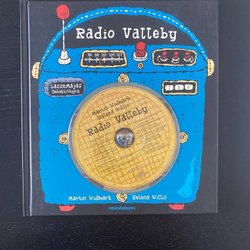 Radio Valleby
LasseMajas
Detektivbyrå
Martin Widmark
Helena Willis
Radio Valleby
Martin Widmark Helena Willis